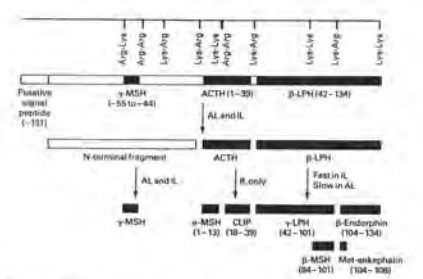 Arg-Lys
Arg-Arg
Lys-Arg
Lys-Arg
Lys-Lys
Arg-Arg
Lys-Arg
Lys-Lys
Lys-Arg
Lys-Lys
Putative signal peptide (-131)
γ-MSH (-55 to -44)
ACTH (1-39)
β-LPH (42-134)
AL and IL
N-terminal fragment
ACTH
β-LPH
AL and IL
IL only
Fast in IL
Slow in AL
γ-MSH
α-MSH (1-13)
CLIP (18-39)
γ-LPH (42-101)
β-Endorphin (104-134)
β-MSH (84-101)
Met-enkephalin (104-108)